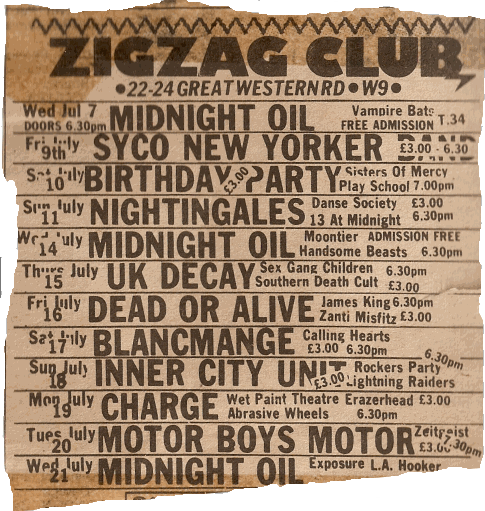 ZIGZAG CLUB
•22-24 GREAT WESTERN RD • W9•
Wed Jul 7 MIDNIGHT OIL Vampire Bats T.34
DOORS 6.30pm FREE ADMISSION
Fri July 9th SYCO NEW YORKER BAND £3.00 - 6.30
Sat July 10 BIRTHDAY PARTY £3.00 Sisters Of Mercy
Play School 7.00pm
Sun July 11 NIGHTINGALES Danse Society £3.00
13 At Midnight 6.30pm
Wed July 14 MIDNIGHT OIL Moontier ADMISSION FREE
Handsome Beasts 6.30pm
Thurs July 15 UK DECAY Sex Gang Children 6.30pm
Southern Death Cult £3.00
Fri July 16 DEAD OR ALIVE James King 6.30pm
Zanti Misfitz £3.00
Sat July 17 BLANCMANGE Calling Hearts
£3.00 6.30pm
Sun July 18 INNER CITY UNIT £3.00 Rockers Party 6.30pm
Lightning Raiders
Mon July 19 CHARGE Wet Paint Theatre Erazerhead £3.00
Abrasive Wheels 6.30pm
Tues July 20 MOTOR BOYS MOTOR Zeitgeist
£3.00 7.30pm
Wed July 21 MIDNIGHT OIL Exposure L.A. Hooker